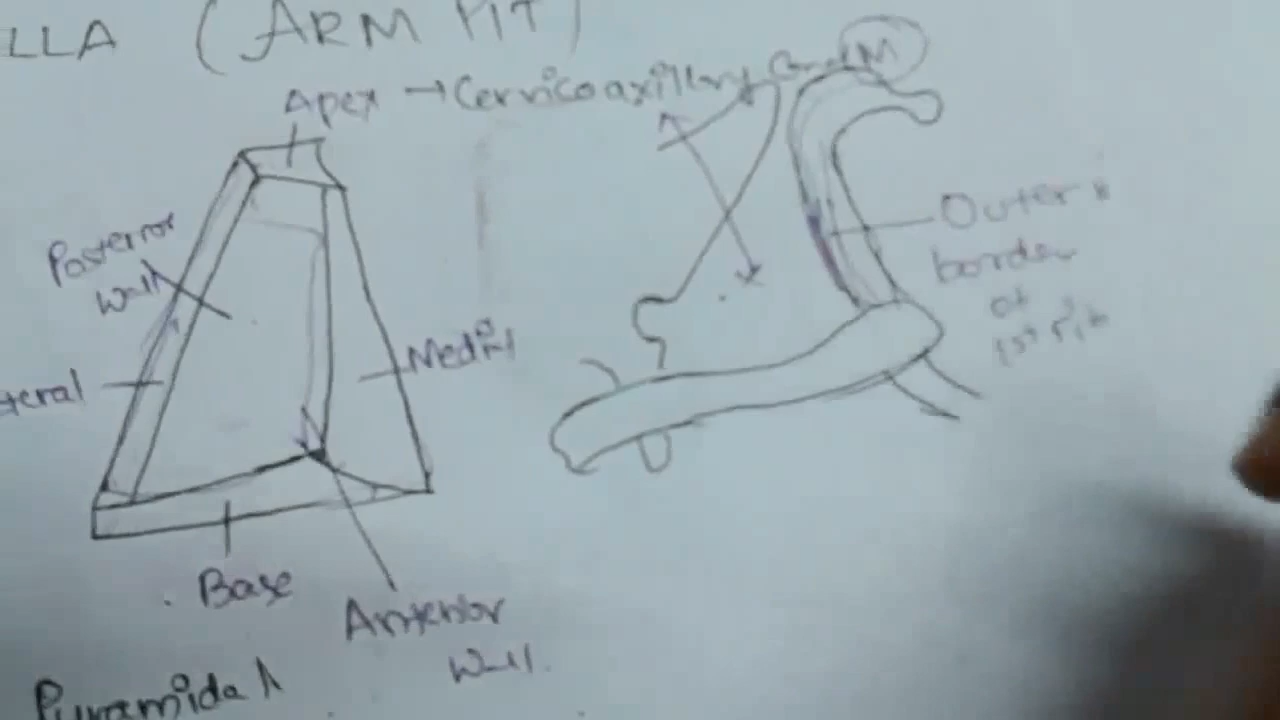 LLA (ARM PIT)
Apex → Cervicoaxillary Canal M
Posterior
Wall
Outer
border
of
1st rib
Medial
teral
Base
Anterior
Wall.
Pyramidal